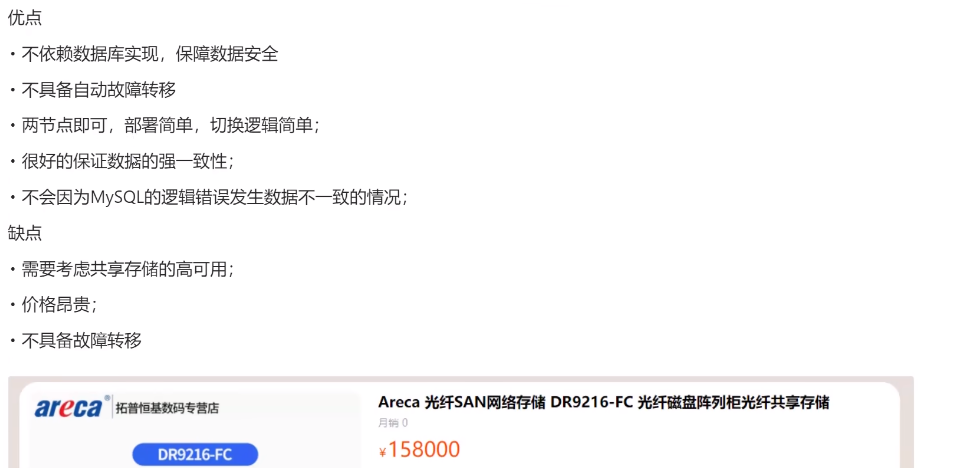 优点
• 不依赖数据库实现，保障数据安全
• 不具备自动故障转移
• 两节点即可，部署简单，切换逻辑简单；
• 很好的保证数据的强一致性；
• 不会因为MySQL的逻辑错误发生数据不一致的情况；
缺点
• 需要考虑共享存储的高可用；
• 价格昂贵；
• 不具备故障转移
areca® 拓普恒基数码专营店
DR9216-FC
Areca 光纤SAN网络存储 DR9216-FC 光纤磁盘阵列柜光纤共享存储
月销 0
¥158000